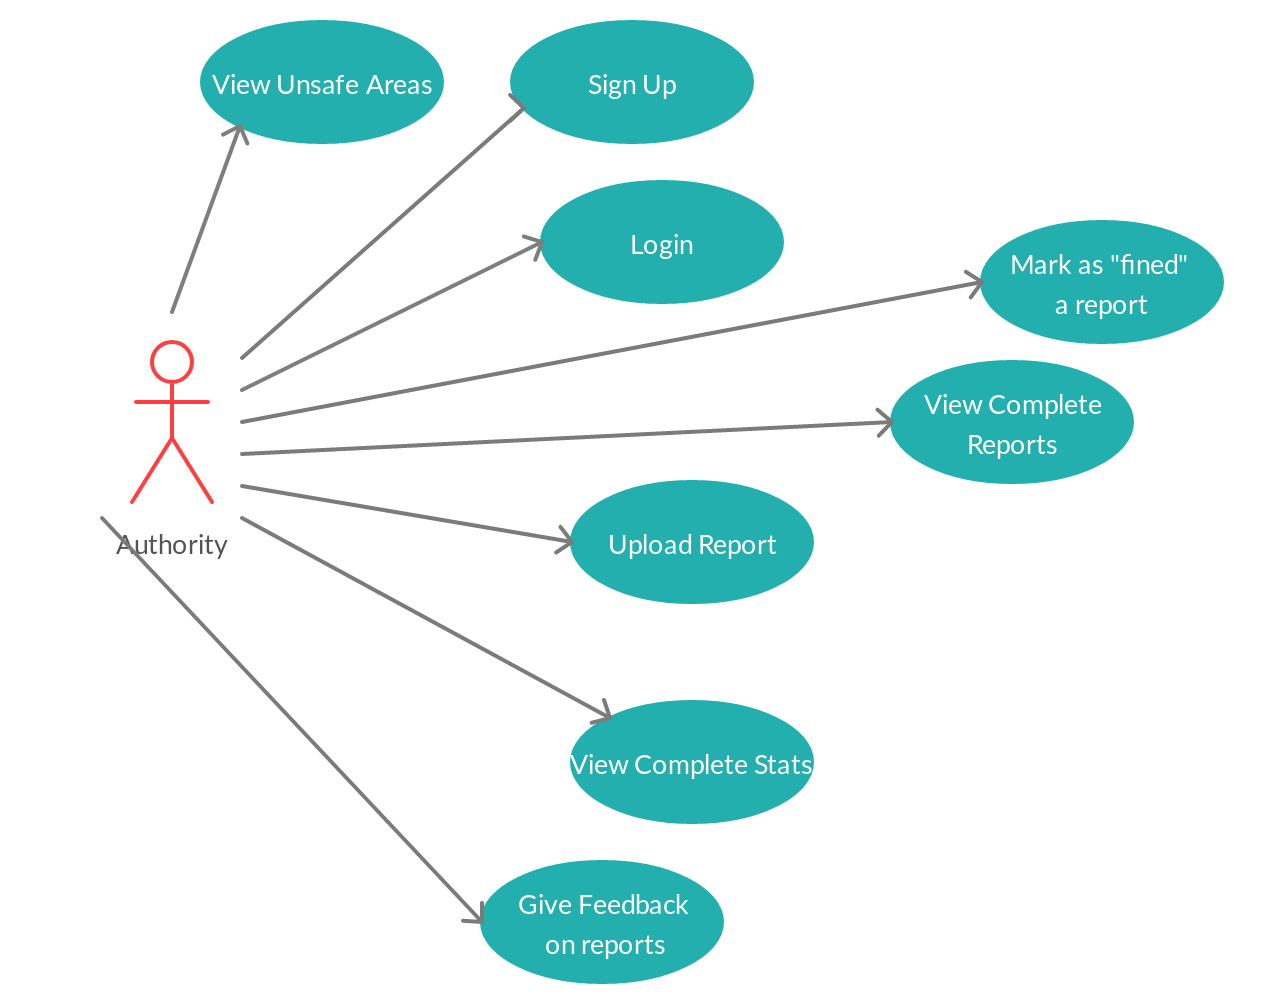 View Unsafe Areas
Sign Up
Login
Mark as "fined"
a report
View Complete
Reports
Authority
Upload Report
View Complete Stats
Give Feedback
on reports